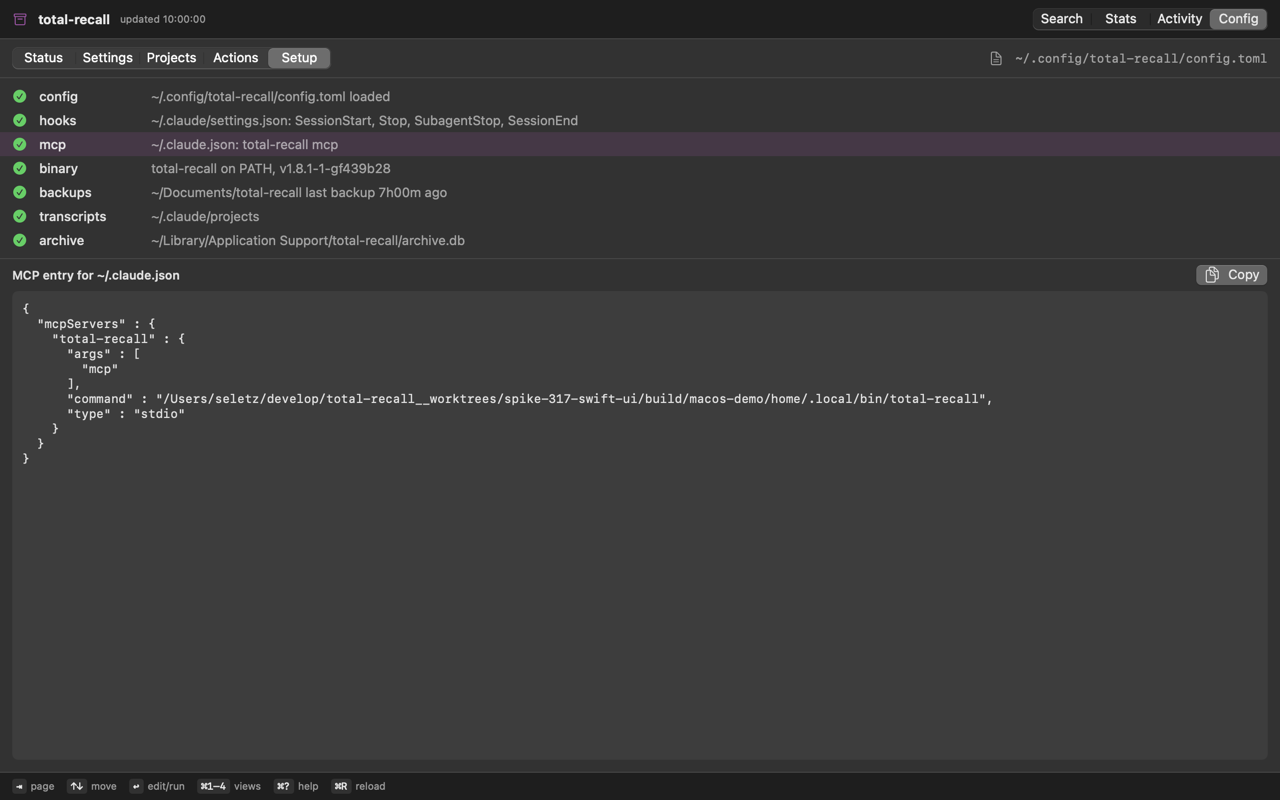 total-recall updated 10:00:00 Search Stats Activity Config
Status Settings Projects Actions Setup ~/.config/total-recall/config.toml
config ~/.config/total-recall/config.toml loaded
hooks ~/.claude/settings.json: SessionStart, Stop, SubagentStop, SessionEnd
mcp ~/.claude.json: total-recall mcp
binary total-recall on PATH, v1.8.1-1-gf439b28
backups ~/Documents/total-recall last backup 7h00m ago
transcripts ~/.claude/projects
archive ~/Library/Application Support/total-recall/archive.db
MCP entry for ~/.claude.json Copy
{
  "mcpServers" : {
    "total-recall" : {
      "args" : [
        "mcp"
      ],
      "command" : "/Users/seletz/develop/total-recall__worktrees/spike-317-swift-ui/build/macos-demo/home/.local/bin/total-recall",
      "type" : "stdio"
    }
  }
}
⇥ page ↑↓ move ↩ edit/run ⌘1–4 views ⌘? help ⌘R reload